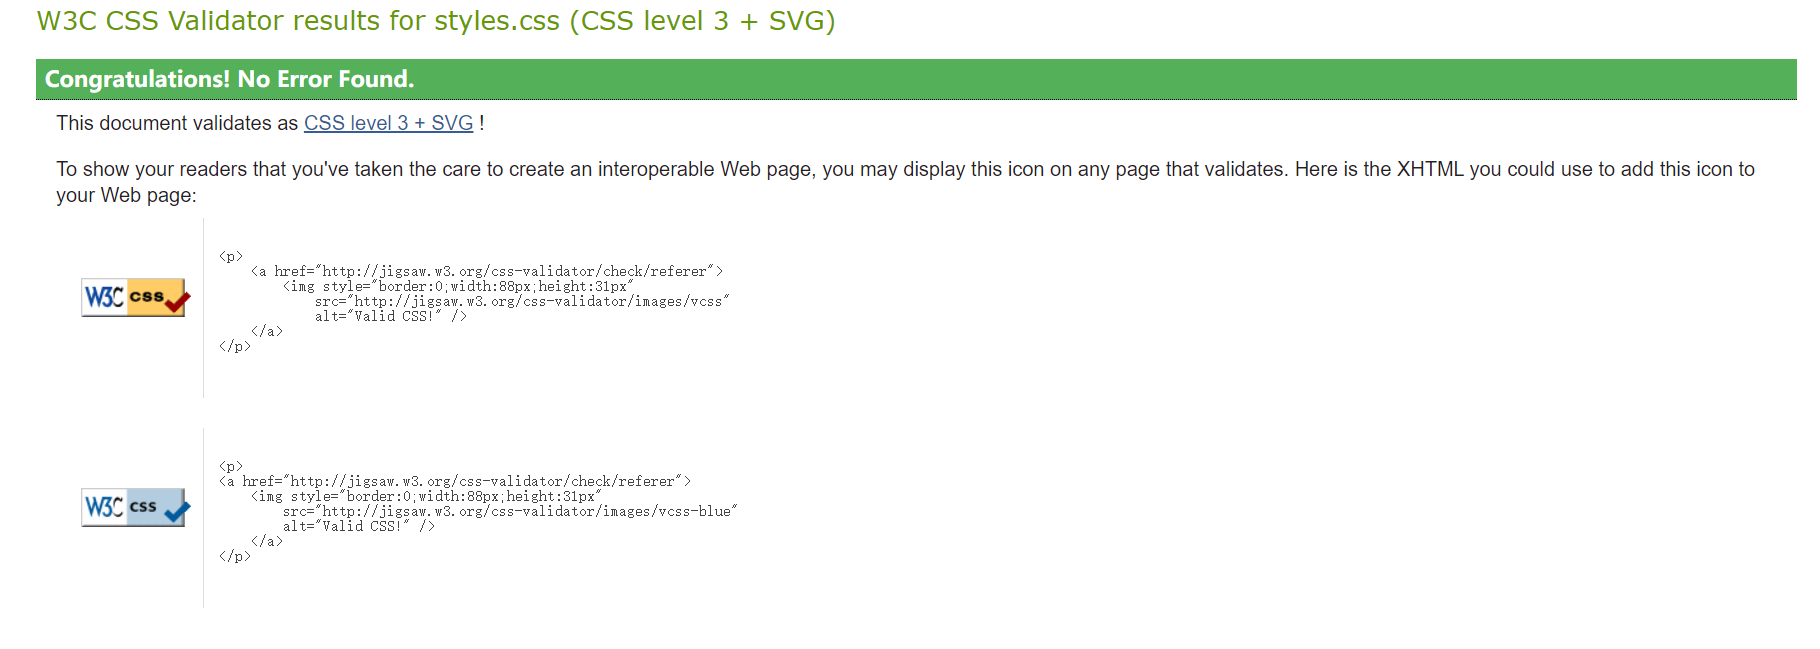 W3C CSS Validator results for styles.css (CSS level 3 + SVG)
Congratulations! No Error Found.
This document validates as CSS level 3 + SVG !
To show your readers that you've taken the care to create an interoperable Web page, you may display this icon on any page that validates. Here is the XHTML you could use to add this icon to
your Web page:
<p>
<a href="http://jigsaw.w3.org/css-validator/check/referer">
<img style="border:0;width:88px;height:31px"
W3C css
src="http://jigsaw.w3.org/css-validator/images/vcss"
alt="Valid CSS!" />
</a>
</p>
<p>
<a href="http://jigsaw.w3.org/css-validator/check/referer">
<img style="border:0;width:88px;height:31px"
W3C css
src="http://jigsaw.w3.org/css-validator/images/vcss-blue"
alt="Valid CSS!" />
</a>
</p>